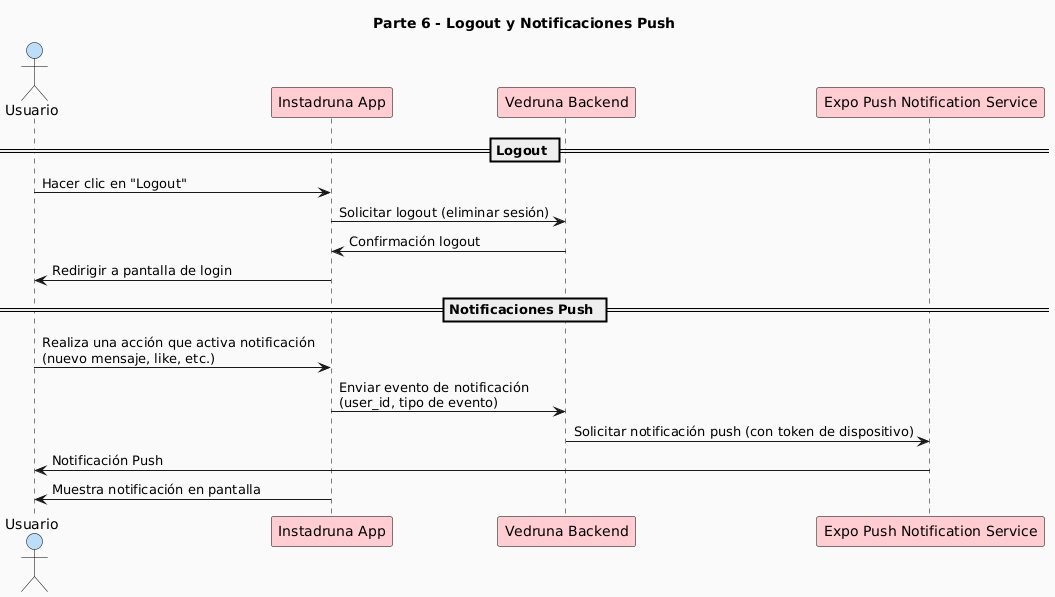 Parte 6 - Logout y Notificaciones Push
Usuario
Instadruna App
Vedruna Backend
Expo Push Notification Service
Logout
Hacer clic en "Logout"
Solicitar logout (eliminar sesión)
Confirmación logout
Redirigir a pantalla de login
Notificaciones Push
Realiza una acción que activa notificación
(nuevo mensaje, like, etc.)
Enviar evento de notificación
(user_id, tipo de evento)
Solicitar notificación push (con token de dispositivo)
Notificación Push
Muestra notificación en pantalla
Usuario
Instadruna App
Vedruna Backend
Expo Push Notification Service